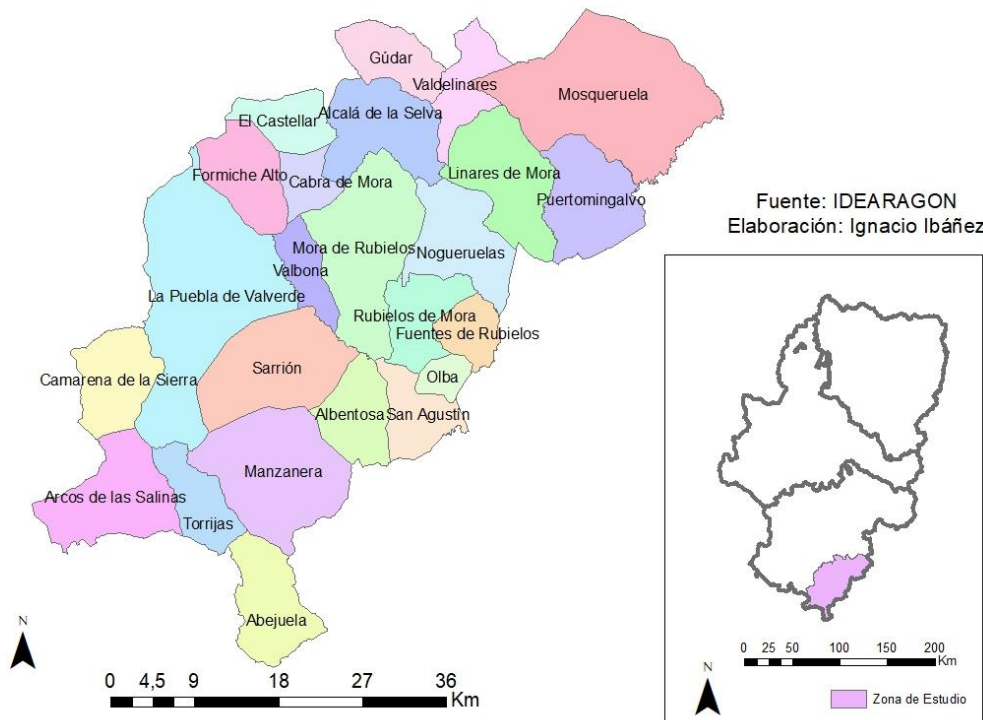 Gúdar
Valdelinares
Mosqueruela
Alcalá de la Selva
El Castellar
Formiche Alto
Cabra de Mora
Linares de Mora
Puertomingalvo
Mora de Rubielos
Nogueruelas
Valbona
La Puebla de Valverde
Rubielos de Mora
Fuentes de Rubielos
Sarrión
Olba
Camarena de la Sierra
Albentosa
San Agustín
Manzanera
Arcos de las Salinas
Torrijas
Abejuela
N
0 4,5 9 18 27 36
Km
Fuente: IDEARAGON
Elaboración: Ignacio Ibáñez
0 25 50 100 150 200
Km
N
Zona de Estudio